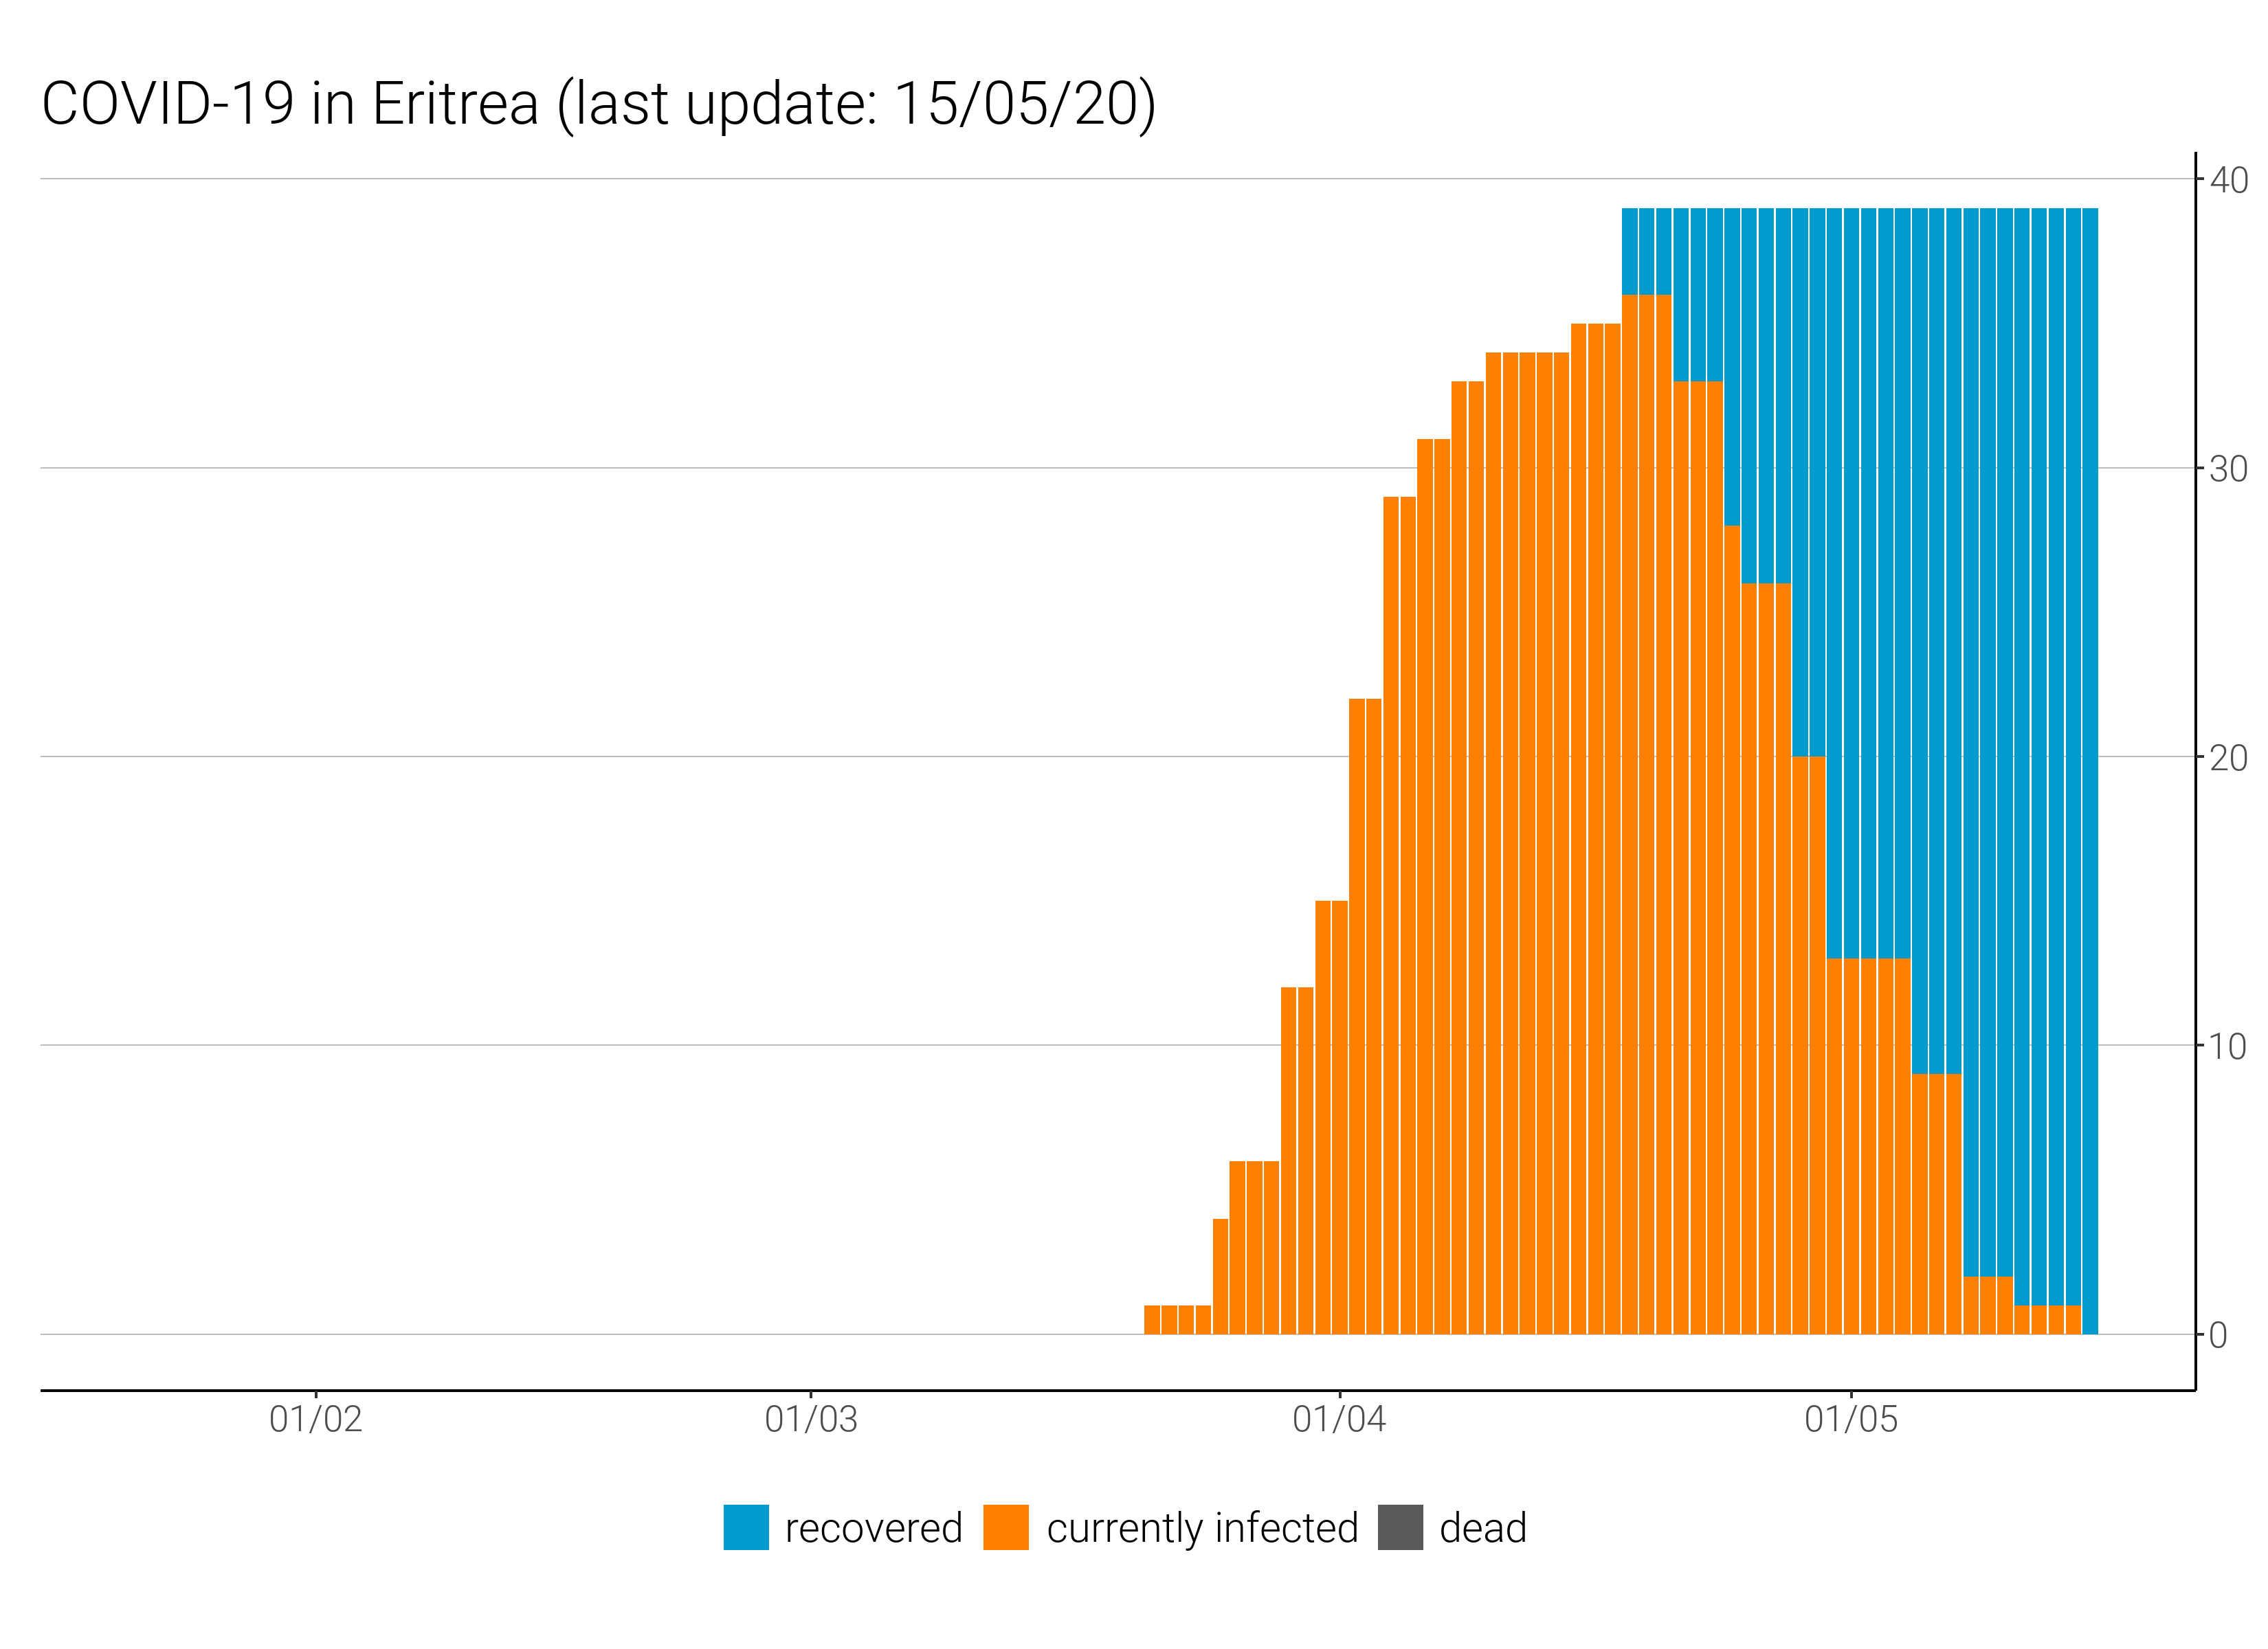 COVID-19 in Eritrea (last update: 15/05/20)
40
30
20
10
0
01/02 01/03 01/04 01/05
recovered currently infected dead